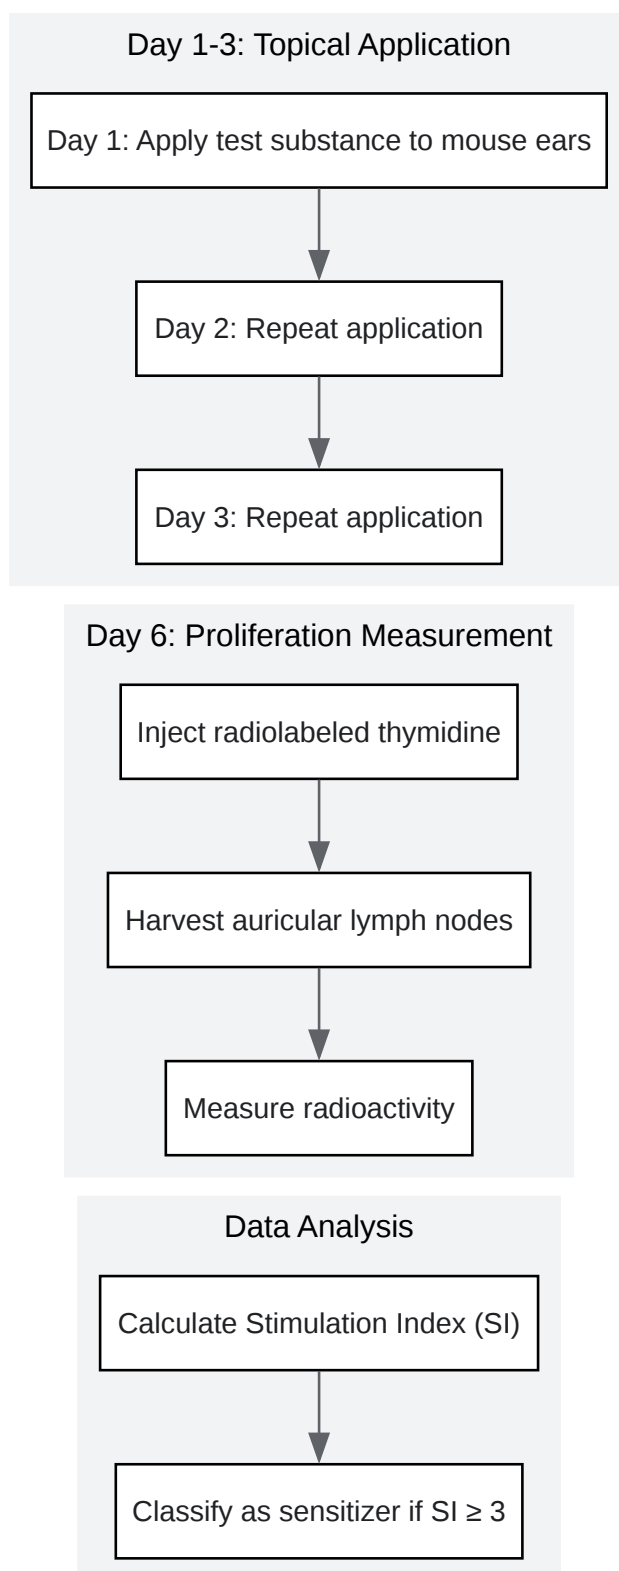 Day 1-3: Topical Application
Day 1: Apply test substance to mouse ears
Day 2: Repeat application
Day 3: Repeat application
Day 6: Proliferation Measurement
Inject radiolabeled thymidine
Harvest auricular lymph nodes
Measure radioactivity
Data Analysis
Calculate Stimulation Index (SI)
Classify as sensitizer if SI ≥ 3